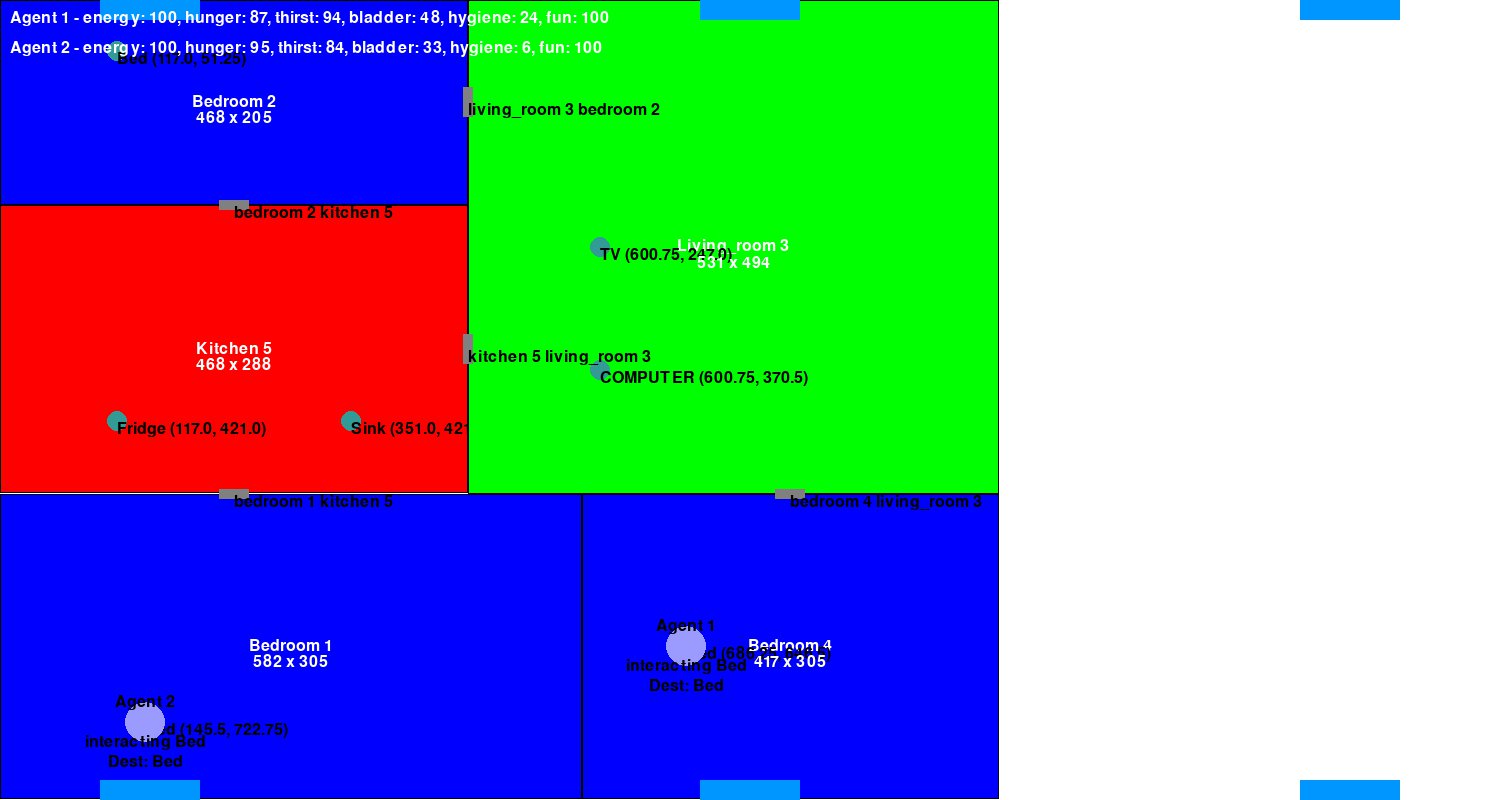 Agent 1 - energy: 100, hunger: 87, thirst: 94, bladder: 48, hygiene: 24, fun: 100
Agent 2 - energy: 100, hunger: 95, thirst: 84, bladder: 33, hygiene: 6, fun: 100
Bed (117.0, 51.25)
Bedroom 2
468 x 205
living_room 3 bedroom 2
bedroom 2 kitchen 5
Living_room 3
TV (600.75, 247.0)
531 x 494
Kitchen 5
468 x 288
kitchen 5 living_room 3
COMPUTER (600.75, 370.5)
Fridge (117.0, 421.0)
Sink (351.0, 421
bedroom 1 kitchen 5
bedroom 4 living_room 3
Agent 1
Bedroom 4
417 x 305
interacting Bed
Dest: Bed
Bedroom 1
582 x 305
Agent 2
d (145.5, 722.75)
interacting Bed
Dest: Bed